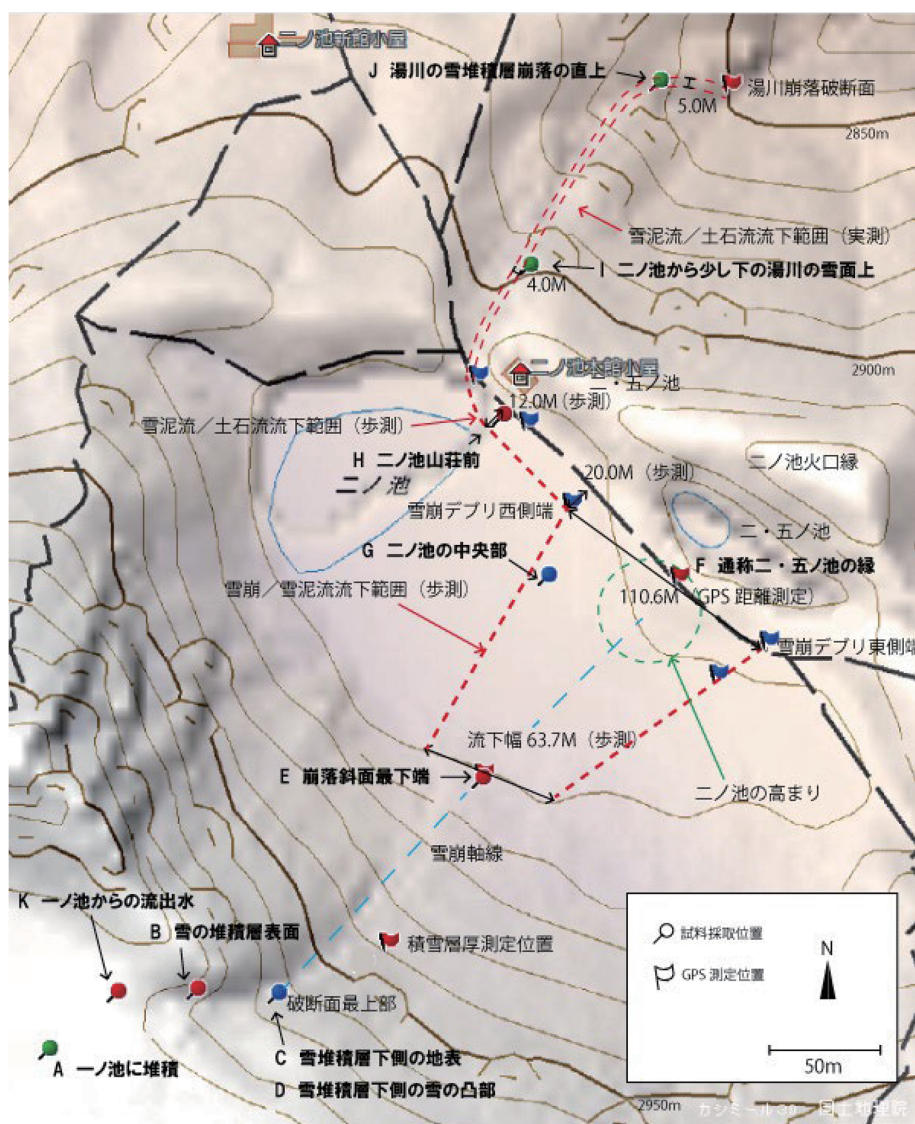 二ノ池新館小屋
J 湯川の雪堆積層崩落の直上
湯川崩落破断面
5.0M
2850m
雪泥流／土石流流下範囲（実測）
I 二ノ池から少し下の湯川の雪面上
4.0M
2900m
二ノ池本館小屋
二・五ノ池
12.0M（歩測）
雪泥流／土石流流下範囲（歩測）
H 二ノ池山荘前
二ノ池火口縁
二ノ池
20.0M（歩測）
雪崩デブリ西側端
二・五ノ池
G 二ノ池の中央部
F 通称二・五ノ池の縁
雪崩／雪泥流流下範囲（歩測）
110.6M（GPS距離測定）
雪崩デブリ東側端
流下幅 63.7M（歩測）
E 崩落斜面最下端
二ノ池の高まり
雪崩軸線
K 一ノ池からの流出水
B 雪の堆積層表面
積雪層厚測定位置
試料採取位置
GPS 測定位置
N
破断面最上部
50m
A 一ノ池に堆積
C 雪堆積層下側の地表
D 雪堆積層下側の雪の凸部
2950m
カシミール3D 国土地理院